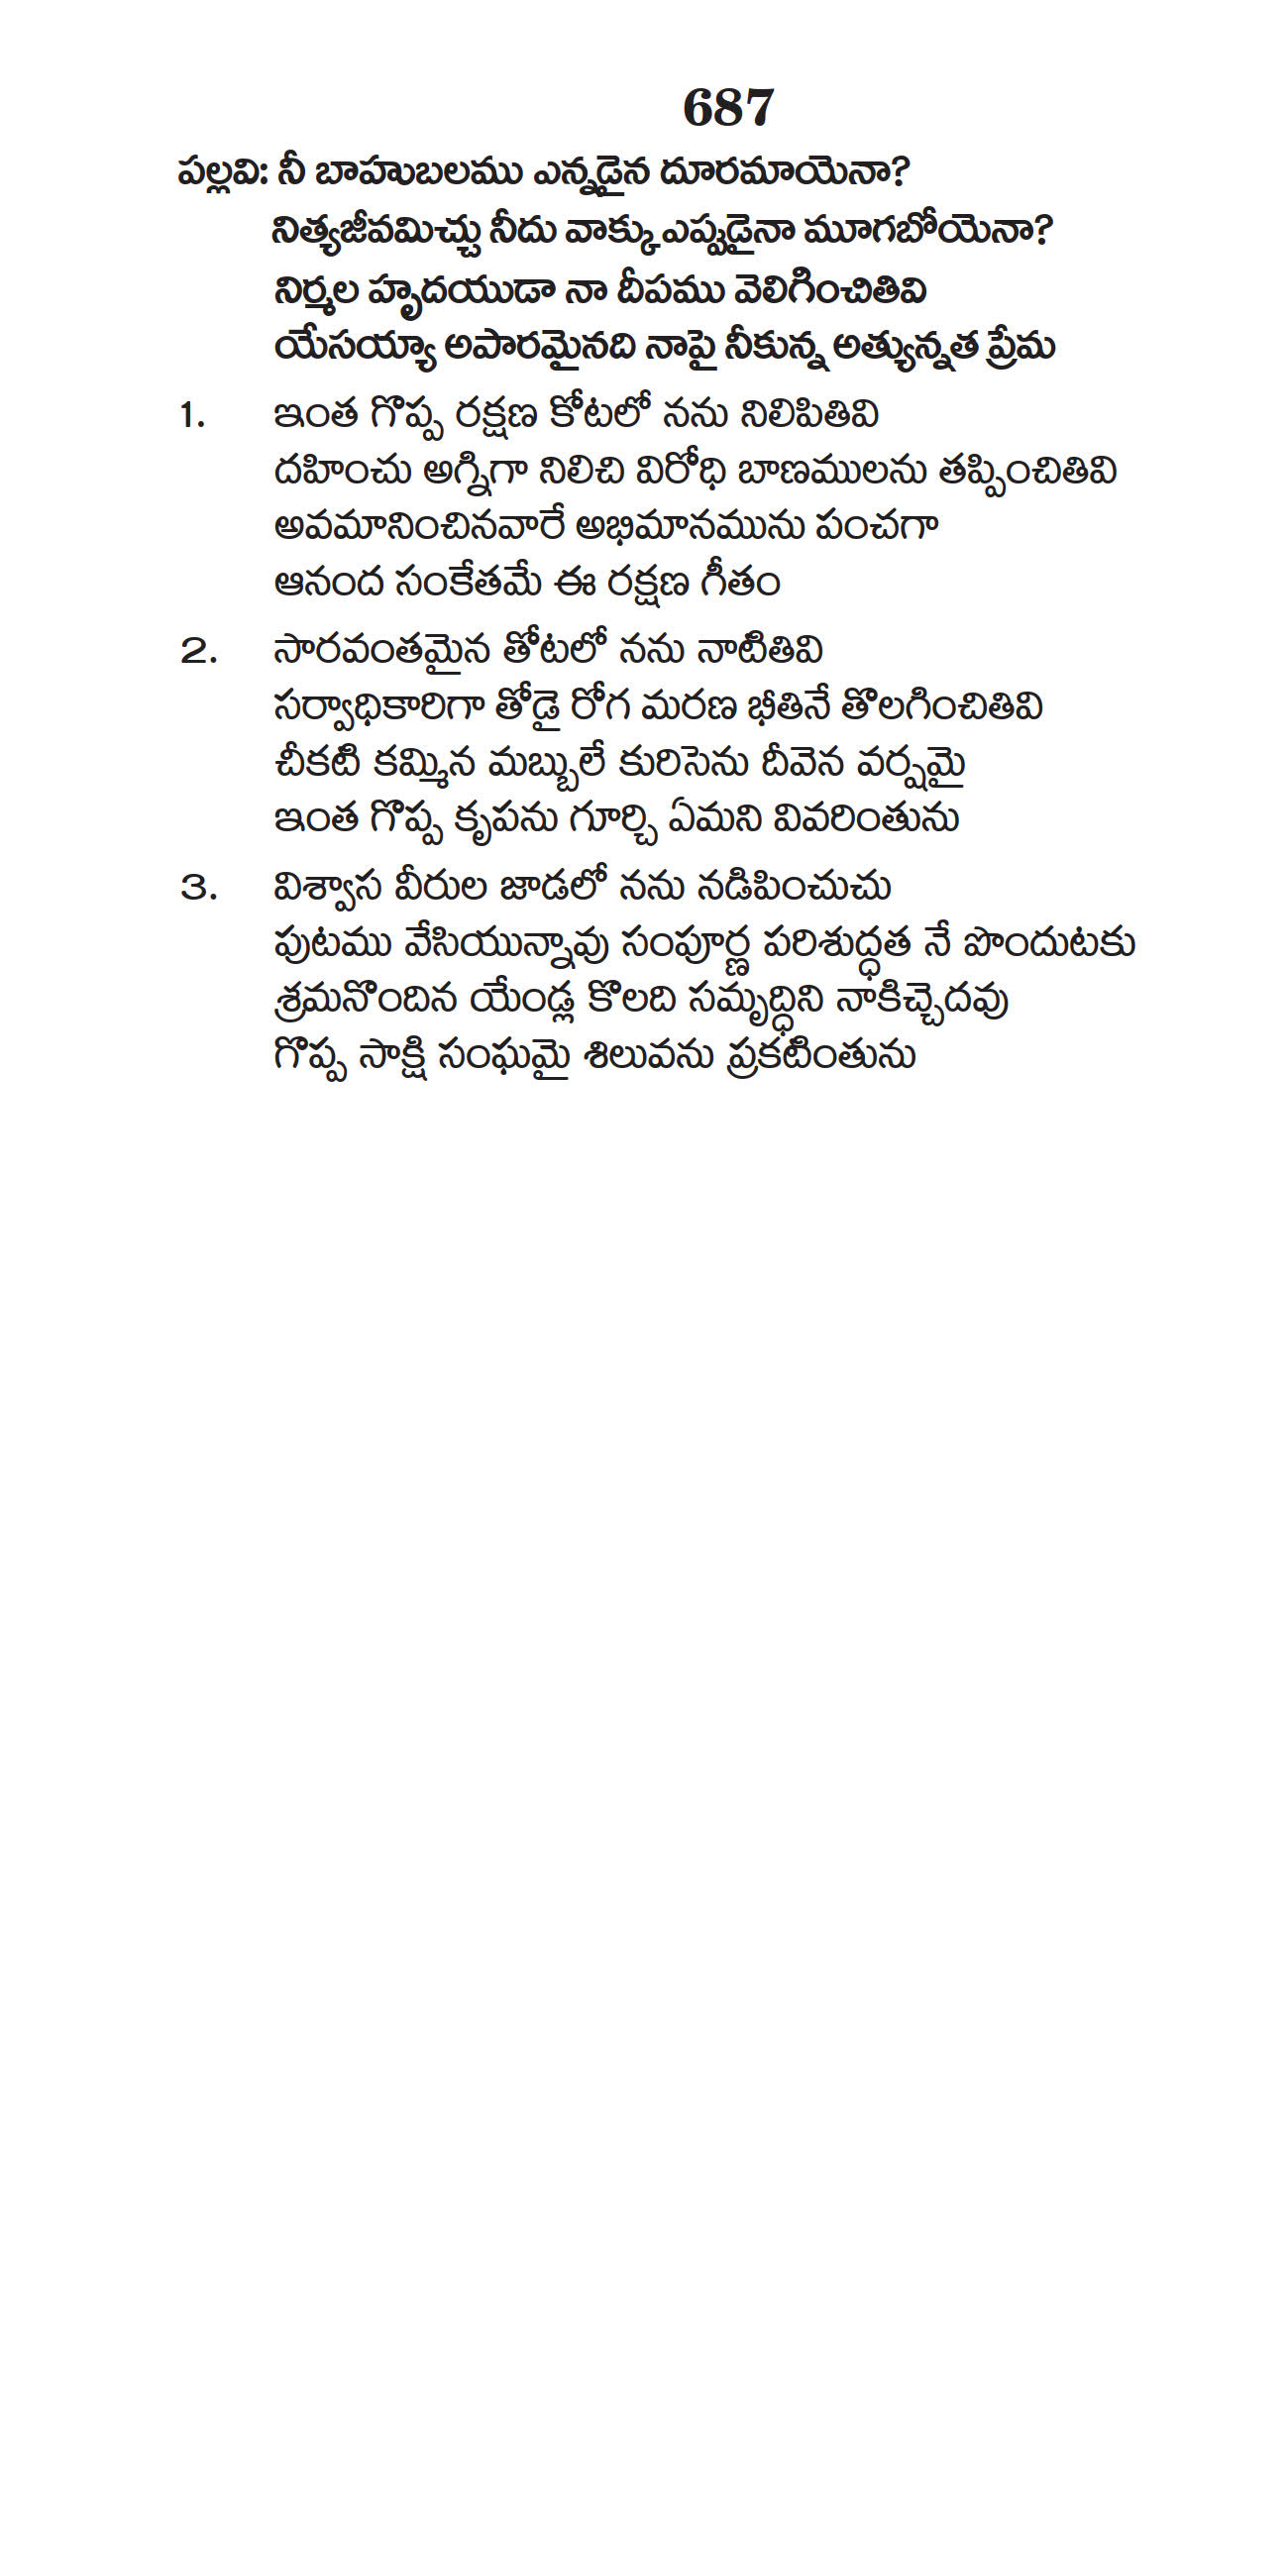 687
పల్లవి: నీ బాహుబలము ఎన్నడైన దూరమాయెనా?
నిత్యజీవమిచ్చు నీదు వాక్కు ఎప్పుడైనా మూగబోయెనా?
నిర్మల హృదయుడా నా దీపము వెలిగించితివి
యేసయ్యా అపారమైనది నాపై నీకున్న అత్యున్నత ప్రేమ
1. ఇంత గొప్ప రక్షణ కోటలో నను నిలిపితివి
దహించు అగ్నిగా నిలిచి విరోధి బాణములను తప్పించితివి
అవమానించినవారే అభిమానమును పంచగా
ఆనంద సంకేతమే ఈ రక్షణ గీతం
2. సారవంతమైన తోటలో నను నాటితివి
సర్వాధికారిగా తోడై రోగ మరణ భీతినే తొలగించితివి
చీకటి కమ్మిన మబ్బులే కురిసెను దీవెన వర్షమై
ఇంత గొప్ప కృపను గూర్చి ఏమని వివరింతును
3. విశ్వాస వీరుల జాడలో నను నడిపించుచు
పుటము వేసియున్నావు సంపూర్ణ పరిశుద్ధత నే పొందుటకు
శ్రమనొందిన యేండ్ల కొలది సమృద్ధిని నాకిచ్చెదవు
గొప్ప సాక్షి సంఘమై శిలువను ప్రకటింతును